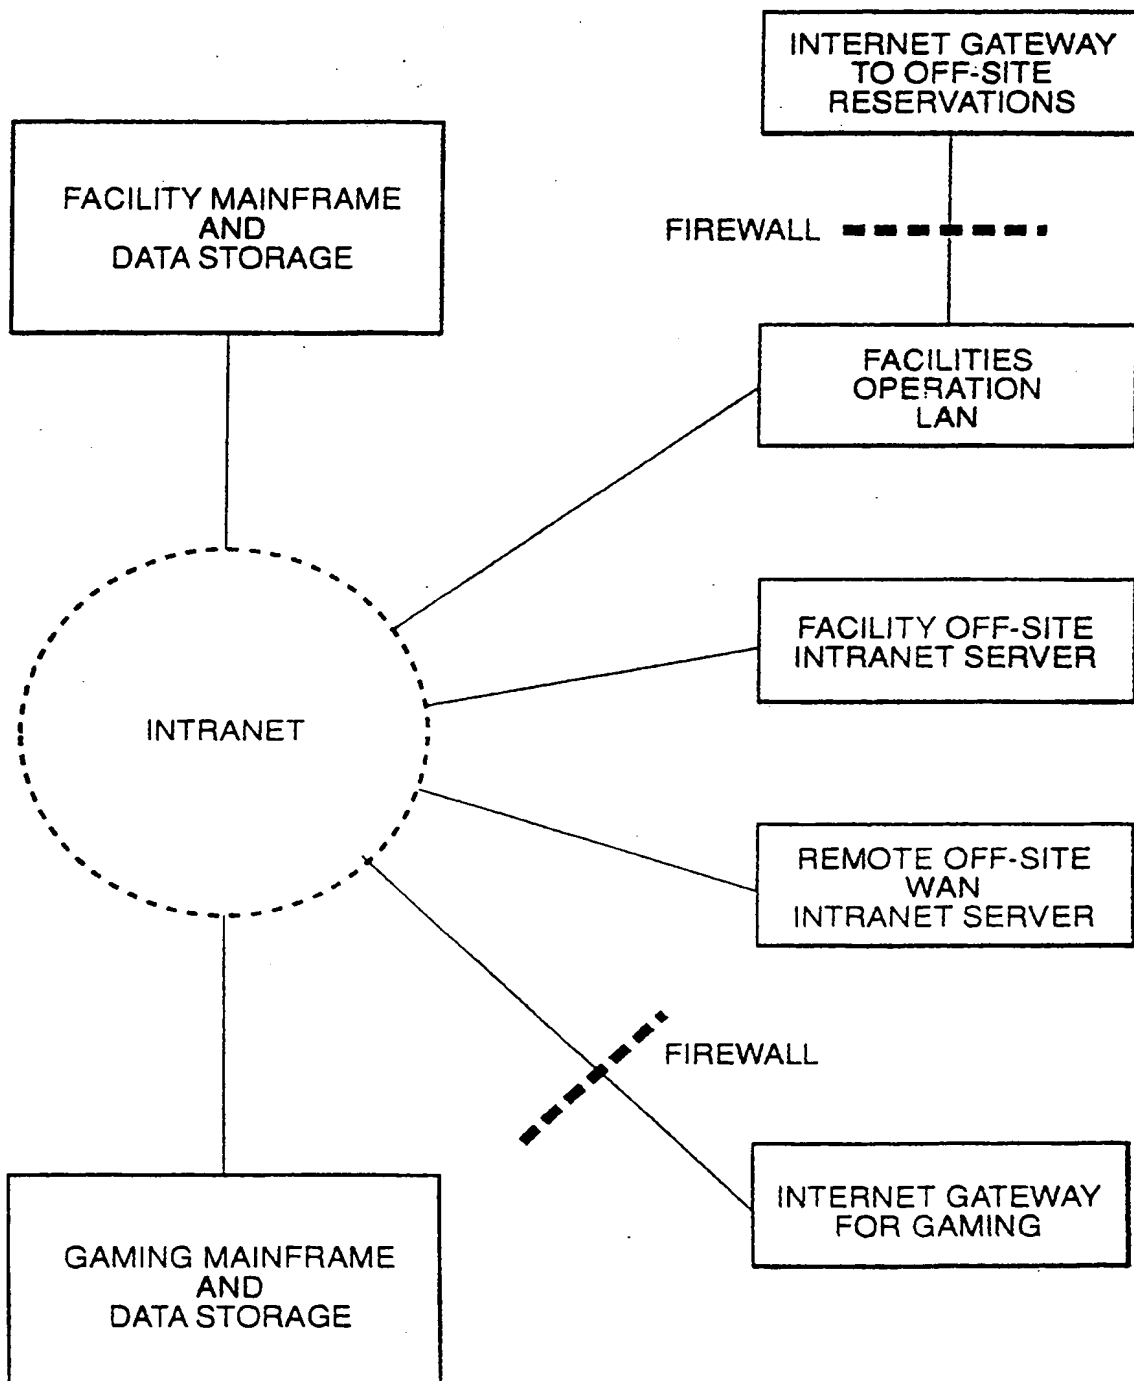 INTERNET GATEWAY
TO OFF-SITE
RESERVATIONS
FACILITY MAINFRAME
AND
DATA STORAGE
FIREWALL
FACILITIES
OPERATION
LAN
FACILITY OFF-SITE
INTRANET SERVER
INTRANET
REMOTE OFF-SITE
WAN
INTRANET SERVER
FIREWALL
INTERNET GATEWAY
FOR GAMING
GAMING MAINFRAME
AND
DATA STORAGE